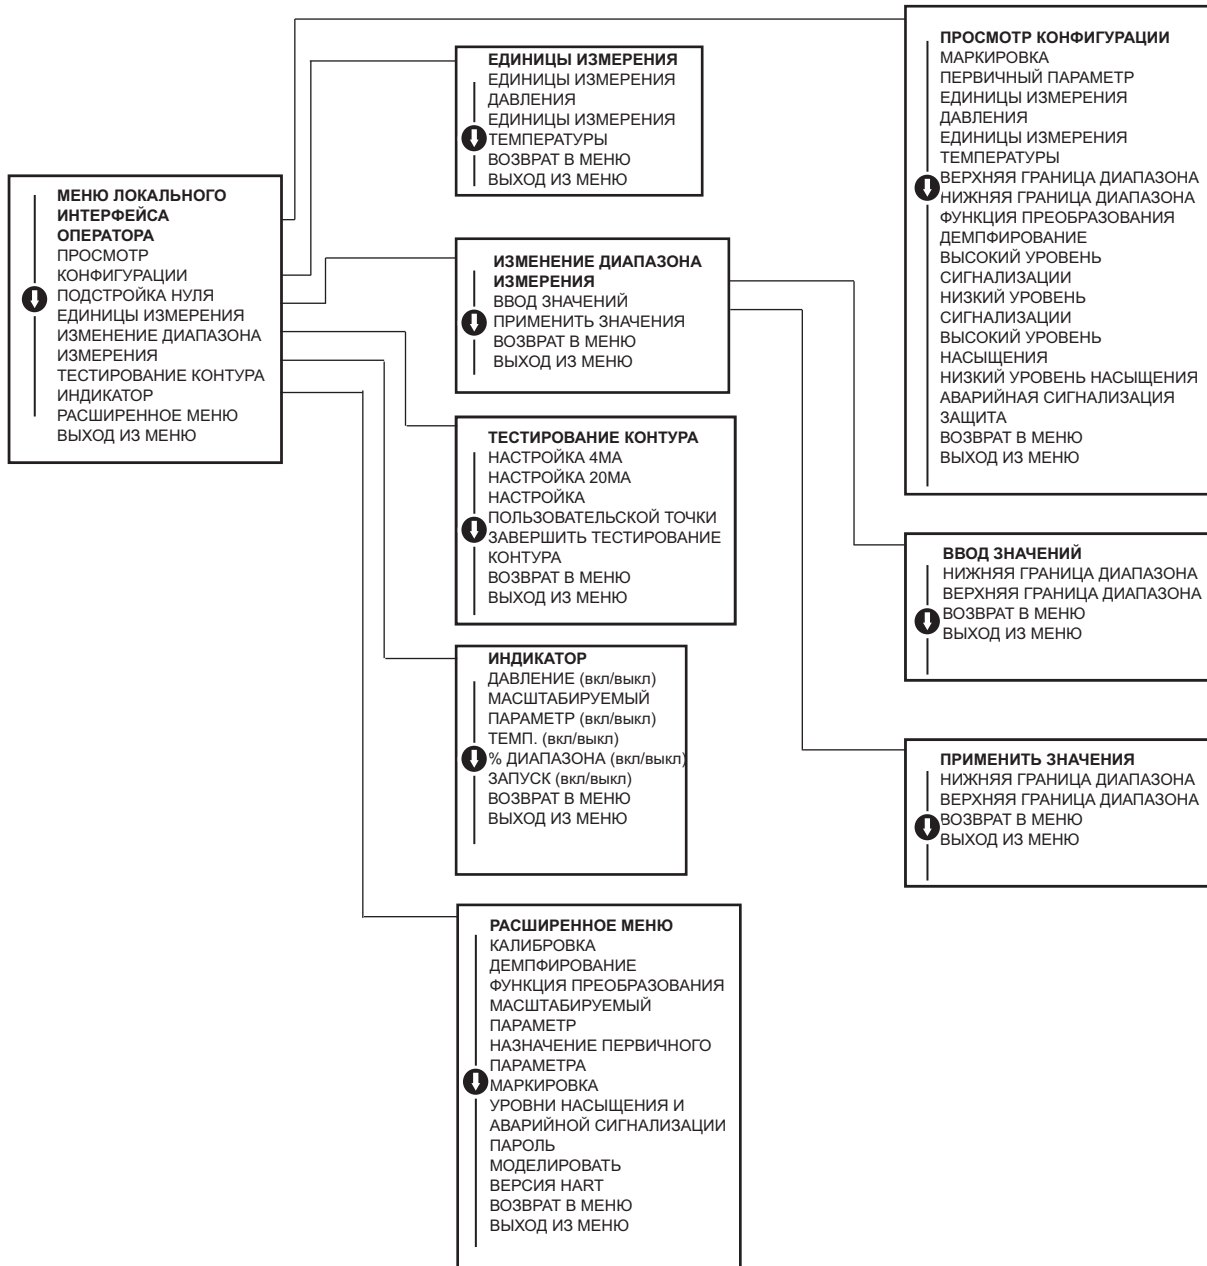 МЕНЮ ЛОКАЛЬНОГО
ИНТЕРФЕЙСА
ОПЕРАТОРА
ПРОСМОТР
КОНФИГУРАЦИИ
ПОДСТРОЙКА НУЛЯ
ЕДИНИЦЫ ИЗМЕРЕНИЯ
ИЗМЕНЕНИЕ ДИАПАЗОНА
ИЗМЕРЕНИЯ
ТЕСТИРОВАНИЕ КОНТУРА
ИНДИКАТОР
РАСШИРЕННОЕ МЕНЮ
ВЫХОД ИЗ МЕНЮ
ЕДИНИЦЫ ИЗМЕРЕНИЯ
ЕДИНИЦЫ ИЗМЕРЕНИЯ
ДАВЛЕНИЯ
ЕДИНИЦЫ ИЗМЕРЕНИЯ
ТЕМПЕРАТУРЫ
ВОЗВРАТ В МЕНЮ
ВЫХОД ИЗ МЕНЮ
ИЗМЕНЕНИЕ ДИАПАЗОНА
ИЗМЕРЕНИЯ
ВВОД ЗНАЧЕНИЙ
ПРИМЕНИТЬ ЗНАЧЕНИЯ
ВОЗВРАТ В МЕНЮ
ВЫХОД ИЗ МЕНЮ
ТЕСТИРОВАНИЕ КОНТУРА
НАСТРОЙКА 4МА
НАСТРОЙКА 20МА
НАСТРОЙКА
ПОЛЬЗОВАТЕЛЬСКОЙ ТОЧКИ
ЗАВЕРШИТЬ ТЕСТИРОВАНИЕ
КОНТУРА
ВОЗВРАТ В МЕНЮ
ВЫХОД ИЗ МЕНЮ
ИНДИКАТОР
ДАВЛЕНИЕ (вкл/выкл)
МАСШТАБИРУЕМЫЙ
ПАРАМЕТР (вкл/выкл)
ТЕМП. (вкл/выкл)
% ДИАПАЗОНА (вкл/выкл)
ЗАПУСК (вкл/выкл)
ВОЗВРАТ В МЕНЮ
ВЫХОД ИЗ МЕНЮ
РАСШИРЕННОЕ МЕНЮ
КАЛИБРОВКА
ДЕМПФИРОВАНИЕ
ФУНКЦИЯ ПРЕОБРАЗОВАНИЯ
МАСШТАБИРУЕМЫЙ
ПАРАМЕТР
НАЗНАЧЕНИЕ ПЕРВИЧНОГО
ПАРАМЕТРА
МАРКИРОВКА
УРОВНИ НАСЫЩЕНИЯ И
АВАРИЙНОЙ СИГНАЛИЗАЦИИ
ПАРОЛЬ
МОДЕЛИРОВАТЬ
ВЕРСИЯ HART
ВОЗВРАТ В МЕНЮ
ВЫХОД ИЗ МЕНЮ
ПРОСМОТР КОНФИГУРАЦИИ
МАРКИРОВКА
ПЕРВИЧНЫЙ ПАРАМЕТР
ЕДИНИЦЫ ИЗМЕРЕНИЯ
ДАВЛЕНИЯ
ЕДИНИЦЫ ИЗМЕРЕНИЯ
ТЕМПЕРАТУРЫ
ВЕРХНЯЯ ГРАНИЦА ДИАПАЗОНА
НИЖНЯЯ ГРАНИЦА ДИАПАЗОНА
ФУНКЦИЯ ПРЕОБРАЗОВАНИЯ
ДЕМПФИРОВАНИЕ
ВЫСОКИЙ УРОВЕНЬ
СИГНАЛИЗАЦИИ
НИЗКИЙ УРОВЕНЬ
СИГНАЛИЗАЦИИ
ВЫСОКИЙ УРОВЕНЬ
НАСЫЩЕНИЯ
НИЗКИЙ УРОВЕНЬ НАСЫЩЕНИЯ
АВАРИЙНАЯ СИГНАЛИЗАЦИЯ
ЗАЩИТА
ВОЗВРАТ В МЕНЮ
ВЫХОД ИЗ МЕНЮ
ВВОД ЗНАЧЕНИЙ
НИЖНЯЯ ГРАНИЦА ДИАПАЗОНА
ВЕРХНЯЯ ГРАНИЦА ДИАПАЗОНА
ВОЗВРАТ В МЕНЮ
ВЫХОД ИЗ МЕНЮ
ПРИМЕНИТЬ ЗНАЧЕНИЯ
НИЖНЯЯ ГРАНИЦА ДИАПАЗОНА
ВЕРХНЯЯ ГРАНИЦА ДИАПАЗОНА
ВОЗВРАТ В МЕНЮ
ВЫХОД ИЗ МЕНЮ